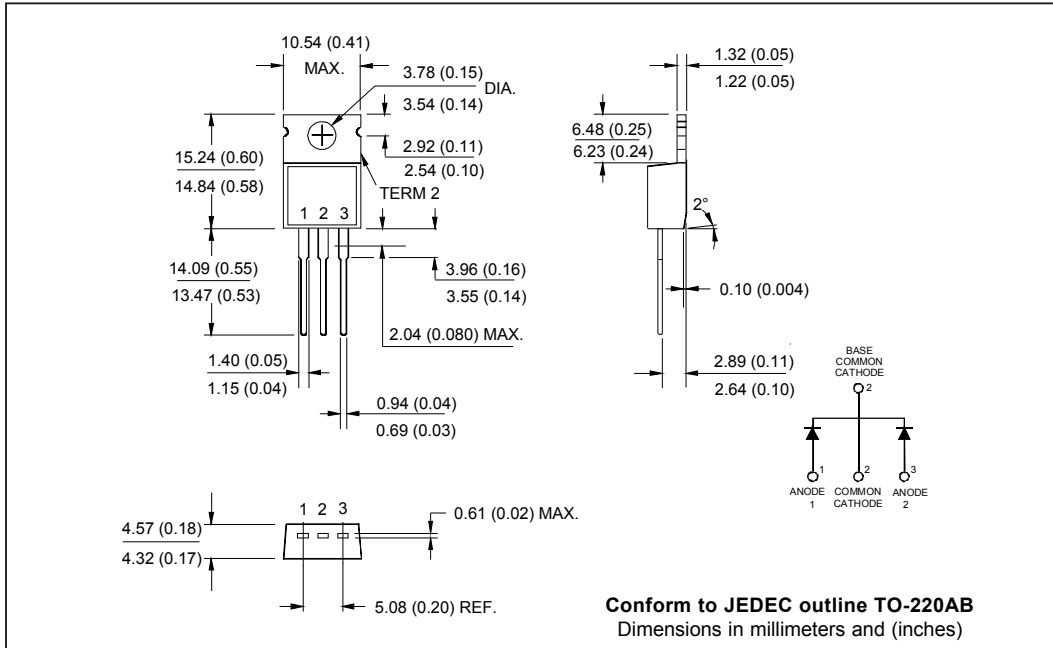 10.54 (0.41)
MAX.
3.78 (0.15)
3.54 (0.14)
DIA.
2.92 (0.11)
2.54 (0.10)
TERM 2
15.24 (0.60)
14.84 (0.58)
1 2 3
14.09 (0.55)
13.47 (0.53)
3.96 (0.16)
3.55 (0.14)
2.04 (0.080) MAX.
1.40 (0.05)
1.15 (0.04)
0.94 (0.04)
0.69 (0.03)
1.32 (0.05)
1.22 (0.05)
6.48 (0.25)
6.23 (0.24)
2°
0.10 (0.004)
2.89 (0.11)
2.64 (0.10)
BASE
COMMON
CATHODE
2
1 2 3
ANODE COMMON ANODE
1 CATHODE 2
1 2 3
4.57 (0.18)
4.32 (0.17)
0.61 (0.02) MAX.
5.08 (0.20) REF.
Conform to JEDEC outline TO-220AB
Dimensions in millimeters and (inches)